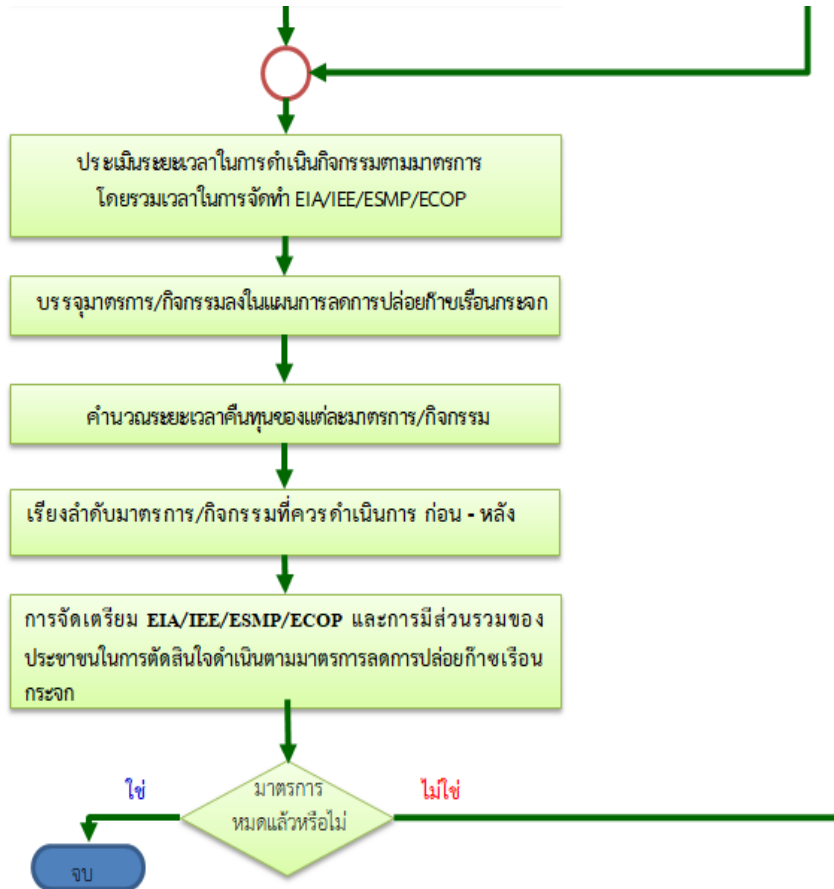 ประเมินระยะเวลาในการดำเนินกิจกรรมตามมาตรการ
โดยรวมเวลาในการจัดทำ EIA/IEE/ESMP/ECOP
บรรจุมาตรการ/กิจกรรมลงในแผนการลดการปล่อยก๊าซเรือนกระจก
คำนวณระยะเวลาคืนทุนของแต่ละมาตรการ/กิจกรรม
เรียงลำดับมาตรการ/กิจกรรมที่ควรดำเนินการ ก่อน - หลัง
การจัดเตรียม EIA/IEE/ESMP/ECOP และการมีส่วนรวมของ
ประชาชนในการตัดสินใจดำเนินตามมาตรการลดการปล่อยก๊าซเรือน
กระจก
มาตรการ
หมดแล้วหรือไม่
ใช่
ไม่ใช่
จบ